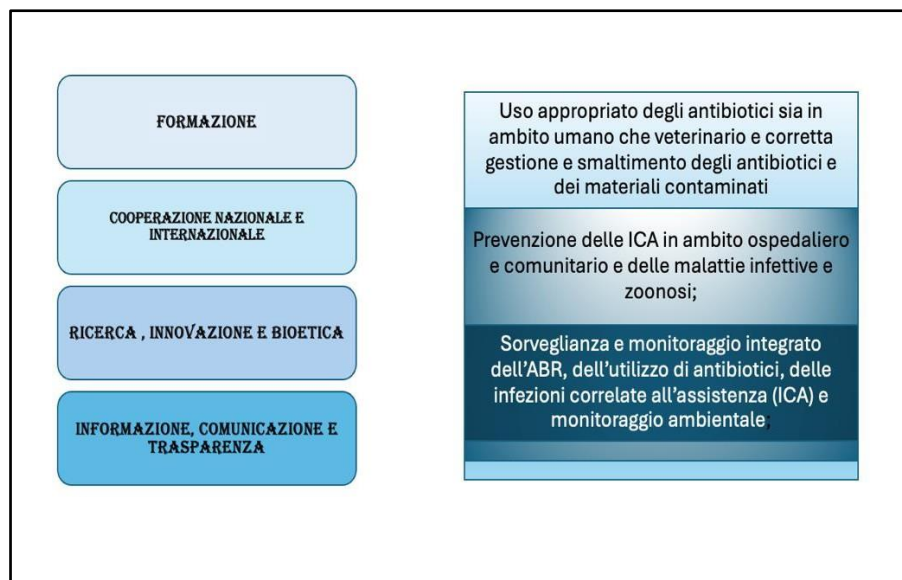 FORMAZIONE
COOPERAZIONE NAZIONALE E
INTERNAZIONALE
RICERCA , INNOVAZIONE E BIOETICA
INFORMAZIONE, COMUNICAZIONE E
TRASPARENZA
Uso appropriato degli antibiotici sia in
ambito umano che veterinario e corretta
gestione e smaltimento degli antibiotici e
dei materiali contaminati
Prevenzione delle ICA in ambito ospedaliero
e comunitario e delle malattie infettive e
zoonosi;
Sorveglianza e monitoraggio integrato
dell'ABR, dell'utilizzo di antibiotici, delle
infezioni correlate all'assistenza (ICA) e
monitoraggio ambientale;